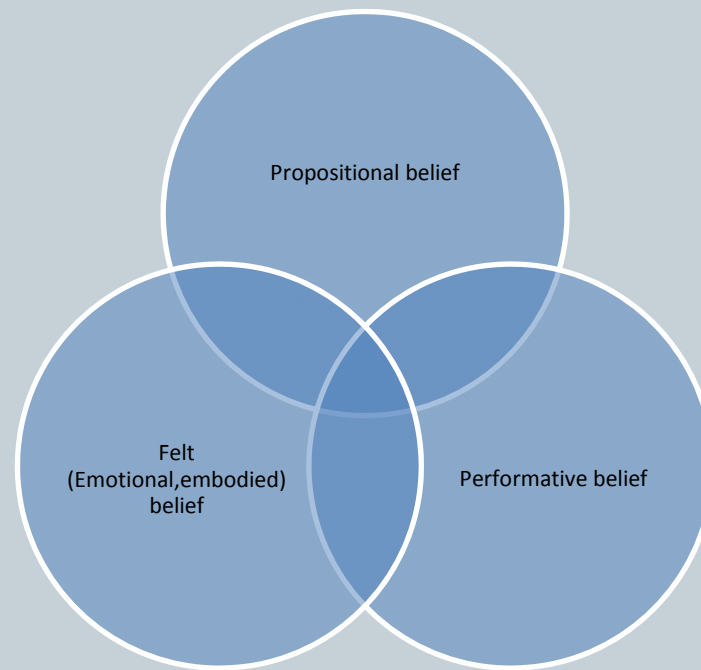 Propositional belief
Felt
(Emotional,embodied)
belief
Performative belief